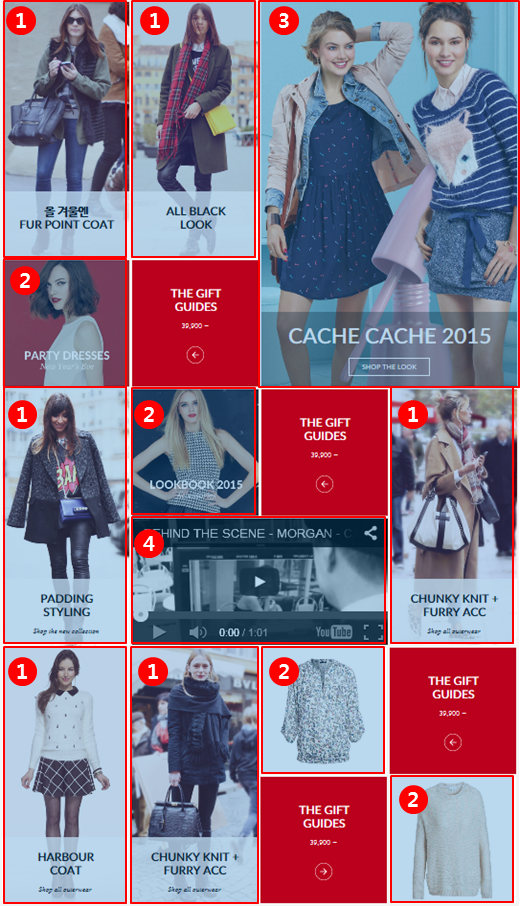 1
1
3
올 겨울엔
FUR POINT COAT
ALL BLACK
LOOK
CACHE CACHE 2015
SHOP THE LOOK
2
PARTY DRESSES
New Year's Eve
THE GIFT
GUIDES
39,900 ~
1
PADDING
STYLING
Shop the new collection
2
LOOKBOOK 2015
THE GIFT
GUIDES
39,900 ~
1
CHUNKY KNIT +
FURRY ACC
Shop all outerwear
4
HIND THE SCENE - MORGAN - C
0:00 / 1:01
YouTube
1
HARBOUR
COAT
Shop all outerwear
1
CHUNKY KNIT +
FURRY ACC
Shop all outerwear
2
THE GIFT
GUIDES
39,900 ~
THE GIFT
GUIDES
39,900 ~
2